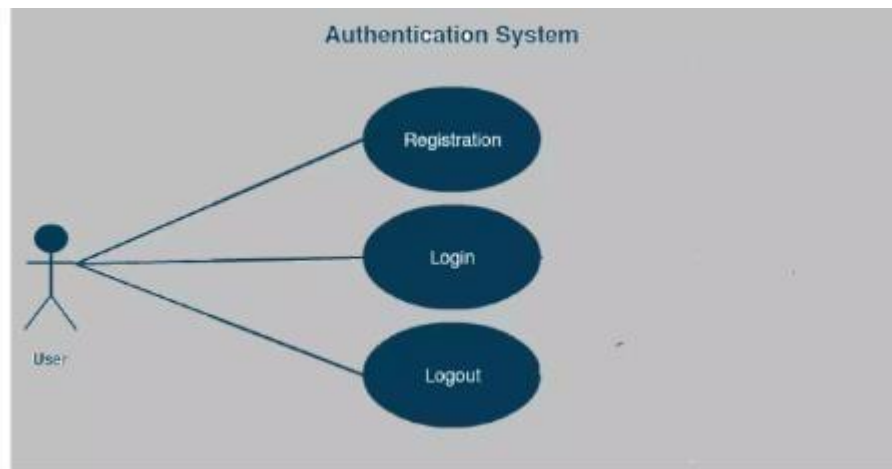 Authentication System
Registration
Login
User
Logout